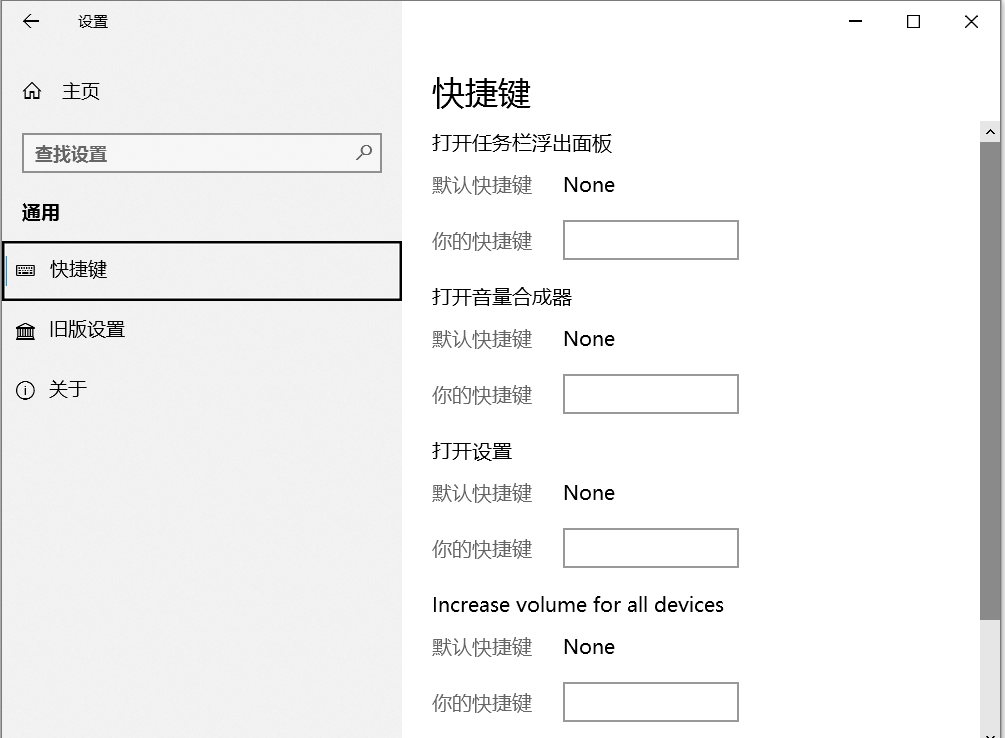 设置
主页
查找设置
通用
快捷键
旧版设置
关于
快捷键
打开任务栏浮出面板
默认快捷键 None
你的快捷键
打开音量合成器
默认快捷键 None
你的快捷键
打开设置
默认快捷键 None
你的快捷键
Increase volume for all devices
默认快捷键 None
你的快捷键